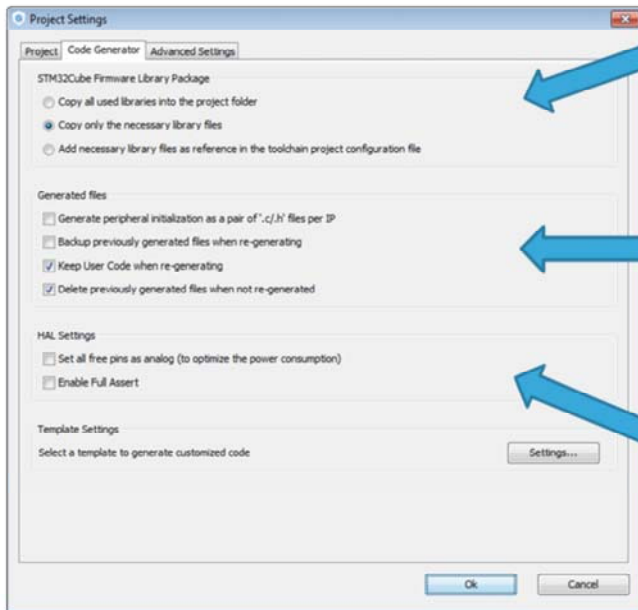 Project Settings
Project Code Generator Advanced Settings
STM32Cube Firmware Library Package
Copy all used libraries into the project folder
Copy only the necessary library files
Add necessary library files as reference in the toolchain project configuration file
Generated files
Generate peripheral initialization as a pair of '.c/.h' files per IP
Backup previously generated files when re-generating
Keep User Code when re-generating
Delete previously generated files when not re-generated
HAL Settings
Set all free pins as analog (to optimize the power consumption)
Enable Full Assert
Template Settings
Select a template to generate customized code Settings...
Ok Cancel